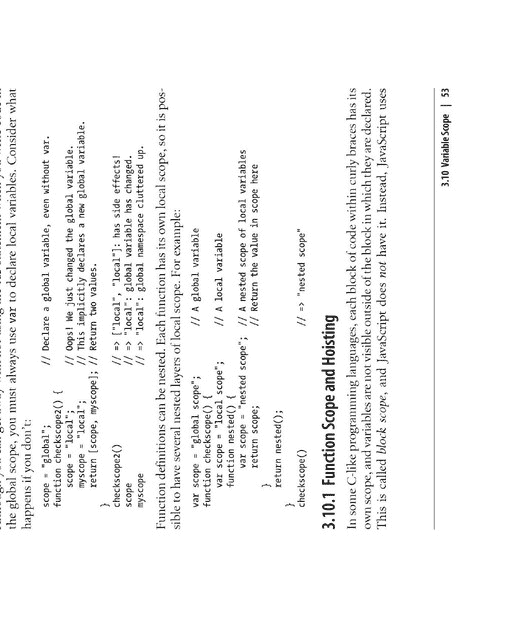 the global scope, you must always use var to declare local variables. Consider what
happens if you don't:
scope = "global"; // Declare a global variable, even without var.
function checkscope2() {
scope = "local"; // Oops! We just changed the global variable.
myscope = "local"; // This implicitly declares a new global variable.
return [scope, myscope]; // Return two values.
}
checkscope2() // => ["local", "local"]: has side effects!
scope // => "local": global variable has changed.
myscope // => "local": global namespace cluttered up.
Function definitions can be nested. Each function has its own local scope, so it is pos-
sible to have several nested layers of local scope. For example:
var scope = "global scope"; // A global variable
function checkscope() {
var scope = "local scope"; // A local variable
function nested() {
var scope = "nested scope"; // A nested scope of local variables
return scope; // Return the value in scope here
}
return nested();
}
checkscope() // => "nested scope"
3.10.1 Function Scope and Hoisting
In some C-like programming languages, each block of code within curly braces has its
own scope, and variables are not visible outside of the block in which they are declared.
This is called block scope, and JavaScript does not have it. Instead, JavaScript uses
3.10 Variable Scope | 53